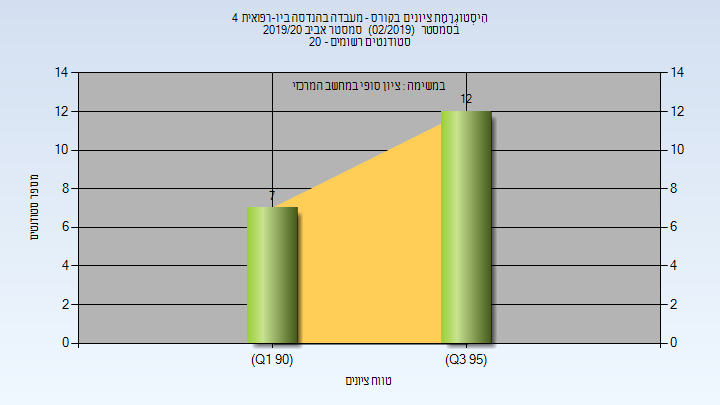 היסטוגרמת ציונים בקורס - מעבדה בהנדסה ביו-רפואית 4
בסמסטר (02/2019) סמסטר אביב 2019/20
סטודנטים רשומים - 20
במשימה : ציון סופי במחשב המרכזי
14 14
12 12
12
10 10
8 8
7
6 6
4 4
2 2
0 0
מספר סטודנטים
(Q1 90) (Q3 95)
טווח ציונים